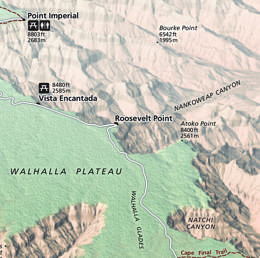 Point Imperial
8803ft
2683m
Bourke Point
6542ft
1995m
8480ft
2585m
Vista Encantada
NANKOWEAP CANYON
Roosevelt Point
Atoko Point
8400ft
2561m
WALHALLA PLATEAU
WALHALLA GLADES
NATCHI
CANYON
Cape Final Trail